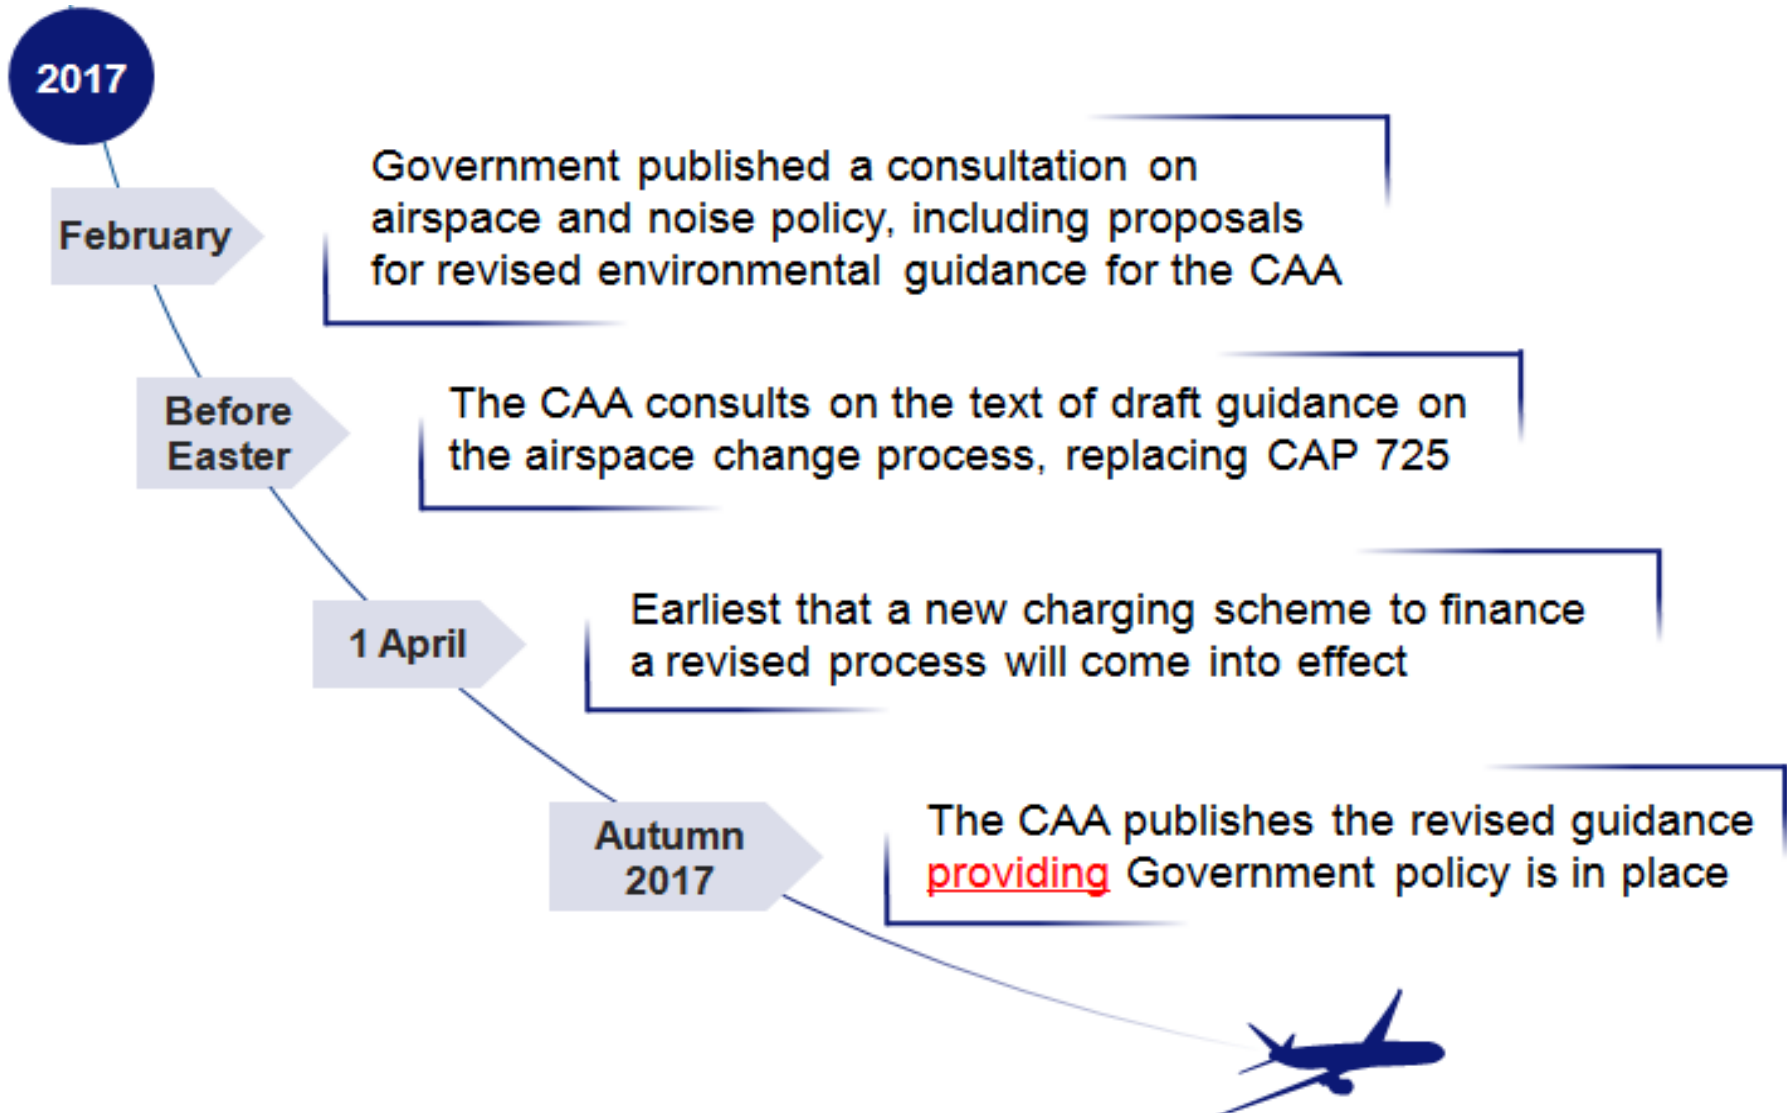 2017
February
Government published a consultation on
airspace and noise policy, including proposals
for revised environmental guidance for the CAA
Before
Easter
The CAA consults on the text of draft guidance on
the airspace change process, replacing CAP 725
1 April
Earliest that a new charging scheme to finance
a revised process will come into effect
Autumn
2017
The CAA publishes the revised guidance
providing Government policy is in place